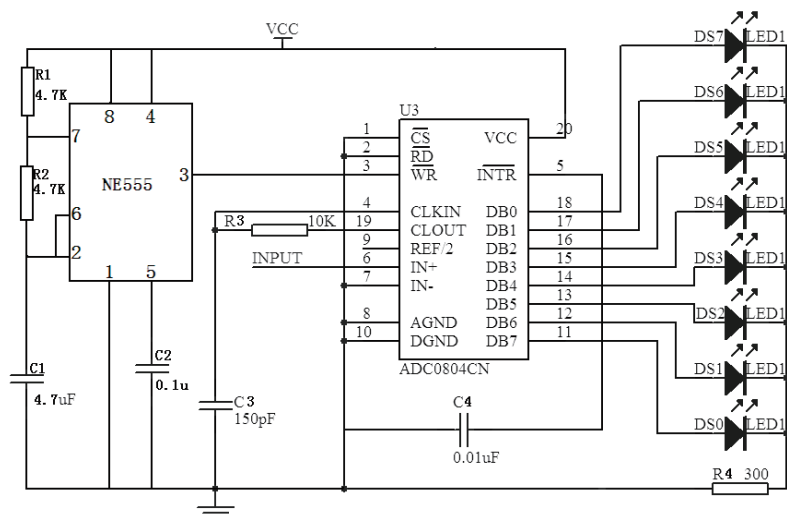 VCC
R1
4.7K
R2
4.7K
8 4
7
NE555 3
6
2
1 5
C1
4.7uF
C2
0.1u
U3
1 CS VCC 20
2 RD
3 WR INTR 5
4 CLKIN DB0 18
19 CLOUT DB1 17
9 REF/2 DB2 16
6 IN+ DB3 15
7 IN- DB4 14
DB5 13
8 AGND DB6 12
10 DGND DB7 11
ADC0804CN
R3 10K
INPUT
C3
150pF
C4
0.01uF
DS7 LED1
DS6 LED1
DS5 LED1
DS4 LED1
DS3 LED1
DS2 LED1
DS1 LED1
DS0 LED1
R4 300